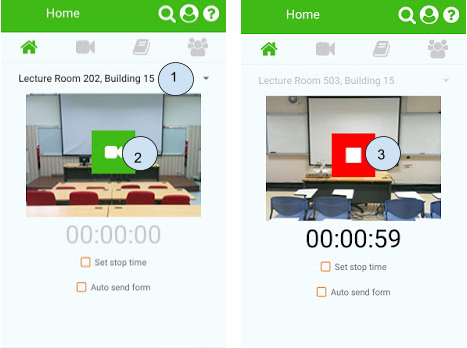 Home
?
Lecture Room 202, Building 15
1
2
00:00:00
Set stop time
Auto send form
Home
?
Lecture Room 503, Building 15
3
00:00:59
Set stop time
Auto send form